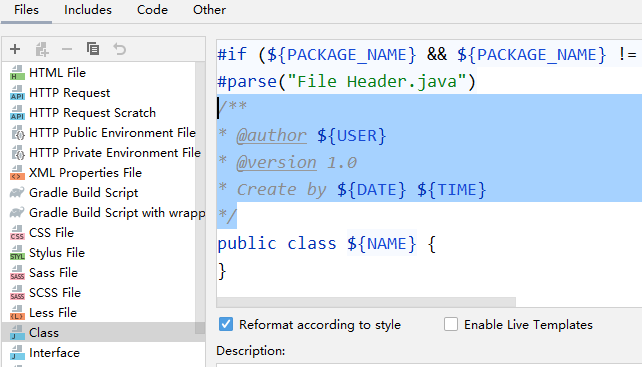 Files Includes Code Other
HTML File
HTTP Request
HTTP Request Scratch
HTTP Public Environment File
HTTP Private Environment File
XML Properties File
Gradle Build Script
Gradle Build Script with wrapp
CSS File
Stylus File
Sass File
SCSS File
Less File
Class
Interface
#if (${PACKAGE_NAME} && ${PACKAGE_NAME} !=
#parse("File Header.java")
/**
* @author ${USER}
* @version 1.0
* Create by ${DATE} ${TIME}
*/
public class ${NAME} {
}
Reformat according to style Enable Live Templates
Description: